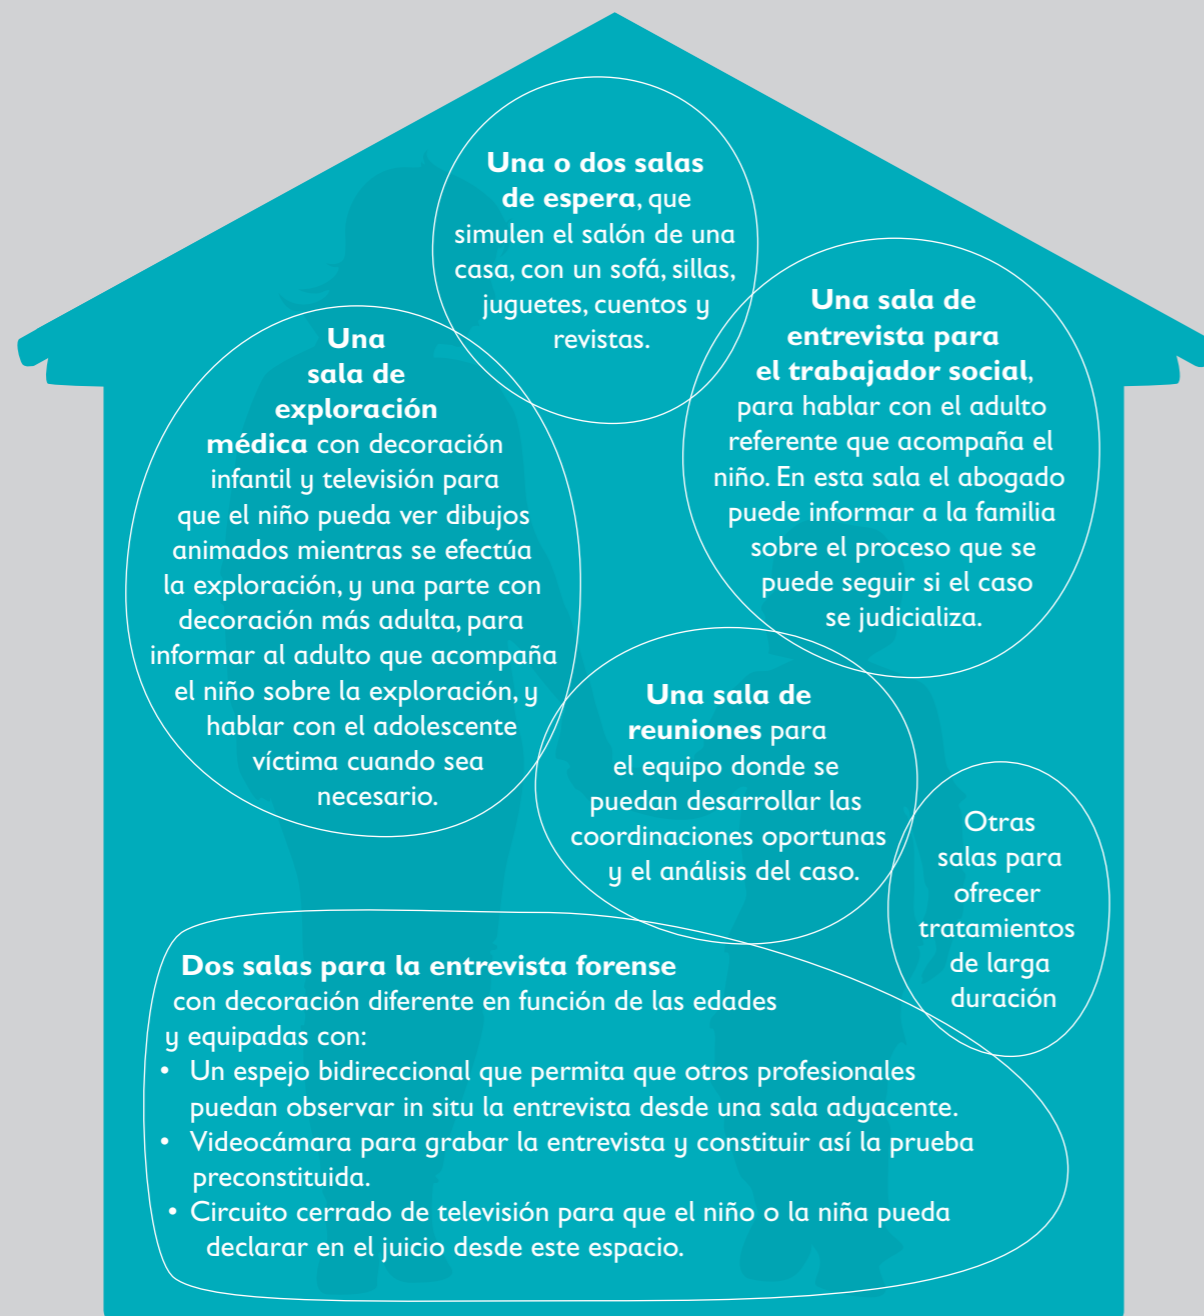 Una o dos salas
de espera, que
simulen el salón de una
casa, con un sofá, sillas,
juguetes, cuentos y
revistas.
Una sala de
entrevista para
el trabajador social,
para hablar con el adulto
referente que acompaña el
niño. En esta sala el abogado
puede informar a la familia
sobre el proceso que se
puede seguir si el caso
se judicializa.
Una
sala de
exploración
médica con decoración
infantil y televisión para
que el niño pueda ver dibujos
animados mientras se efectúa
la exploración, y una parte con
decoración más adulta, para
informar al adulto que acompaña
el niño sobre la exploración, y
hablar con el adolescente
víctima cuando sea
necesario.
Una sala de
reuniones para
el equipo donde se
puedan desarrollar las
coordinaciones oportunas
y el análisis del caso.
Otras
salas para
ofrecer
tratamientos
de larga
duración
Dos salas para la entrevista forense
con decoración diferente en función de las edades
y equipadas con:
• Un espejo bidireccional que permita que otros profesionales
puedan observar in situ la entrevista desde una sala adyacente.
• Videocámara para grabar la entrevista y constituir así la prueba
preconstituida.
• Circuito cerrado de televisión para que el niño o la niña pueda
declarar en el juicio desde este espacio.